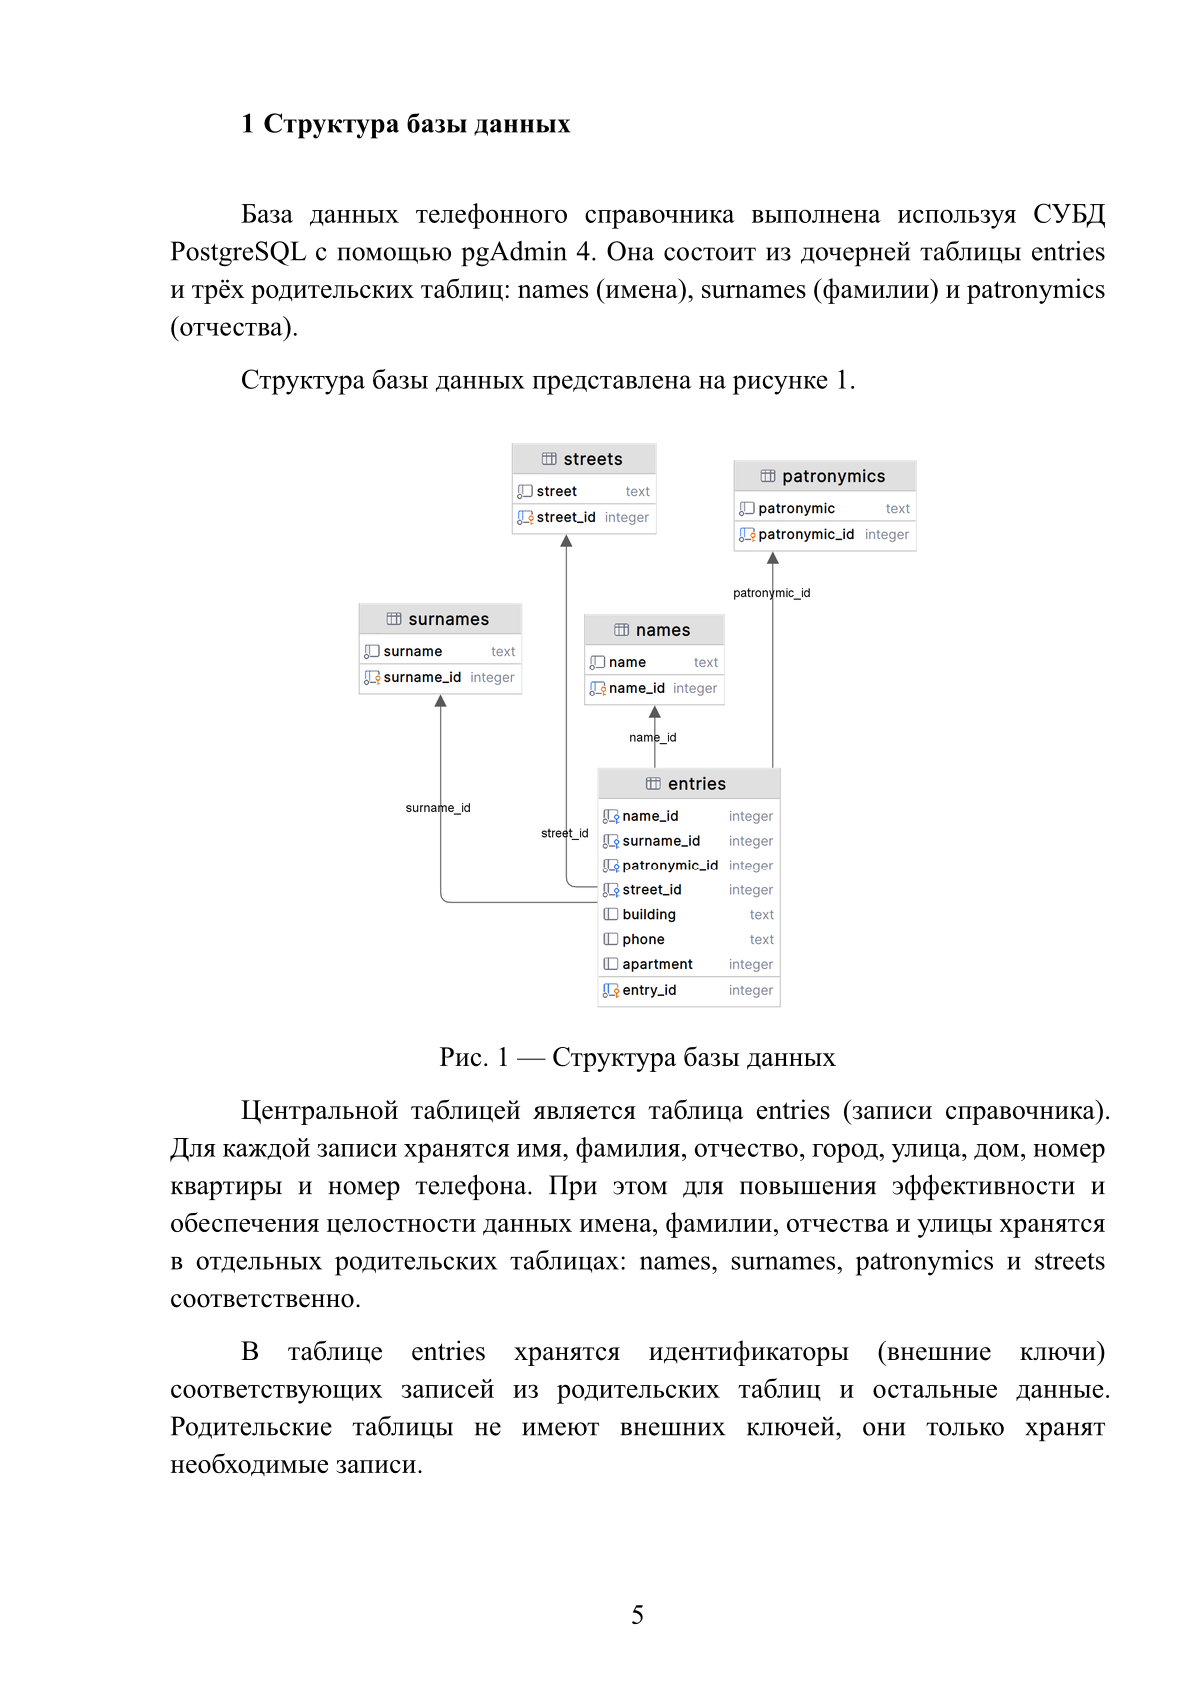 1 Структура базы данных
База данных телефонного справочника выполнена используя СУБД
PostgreSQL с помощью pgAdmin 4. Она состоит из дочерней таблицы entries
и трёх родительских таблиц: names (имена), surnames (фамилии) и patronymics
(отчества).
Структура базы данных представлена на рисунке 1.
streets
street text
street_id integer
patronymics
patronymic text
patronymic_id integer
patronymic_id
surnames
surname text
surname_id integer
names
name text
name_id integer
name_id
surname_id
street_id
entries
name_id integer
surname_id integer
patronymic_id integer
street_id integer
building text
phone text
apartment integer
entry_id integer
Рис. 1 — Структура базы данных
Центральной таблицей является таблица entries (записи справочника).
Для каждой записи хранятся имя, фамилия, отчество, город, улица, дом, номер
квартиры и номер телефона. При этом для повышения эффективности и
обеспечения целостности данных имена, фамилии, отчества и улицы хранятся
в отдельных родительских таблицах: names, surnames, patronymics и streets
соответственно.
В таблице entries хранятся идентификаторы (внешние ключи)
соответствующих записей из родительских таблиц и остальные данные.
Родительские таблицы не имеют внешних ключей, они только хранят
необходимые записи.
5